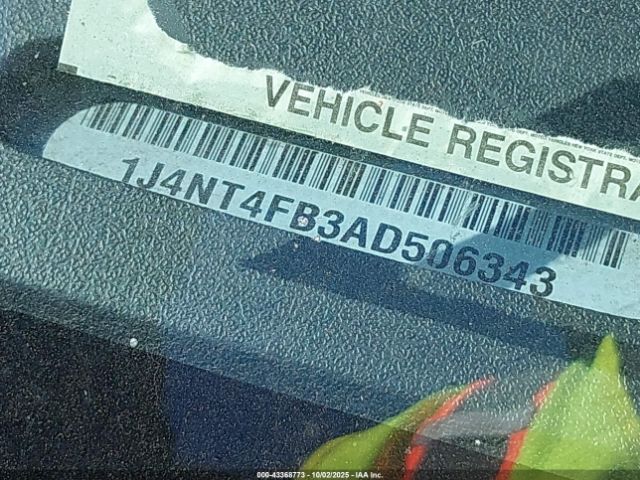 VEHICLE REGISTRA
1J4NT4FB3AD506343
000-43368773 | 10/02/2025 - © IAA Inc.